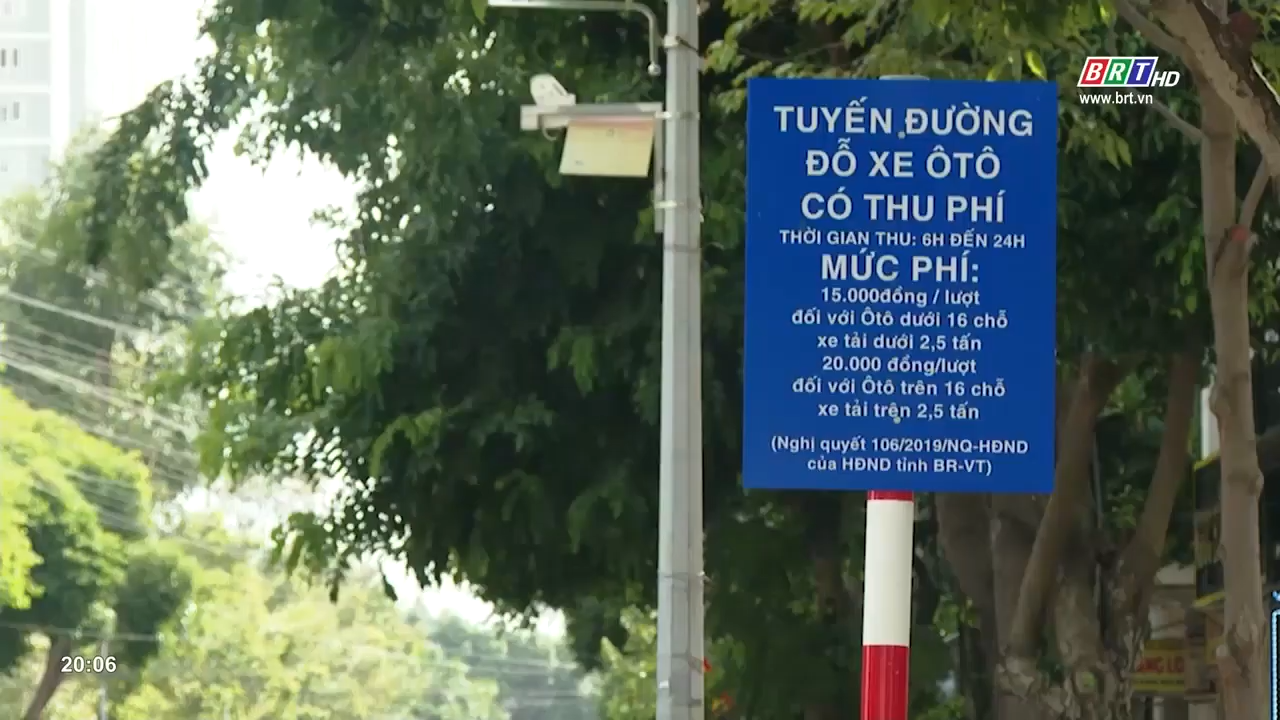 BRT HD
www.brt.vn
TUYẾN ĐƯỜNG
ĐỖ XE ÔTÔ
CÓ THU PHÍ
THỜI GIAN THU: 6H ĐẾN 24H
MỨC PHÍ:
15.000đồng / lượt
đối với Ôtô dưới 16 chỗ
xe tải dưới 2,5 tấn
20.000 đồng/lượt
đối với Ôtô trên 16 chỗ
xe tải trện 2,5 tấn
(Nghị quyết 106/2019/NQ-HĐND
của HĐND tỉnh BR-VT)
20:06